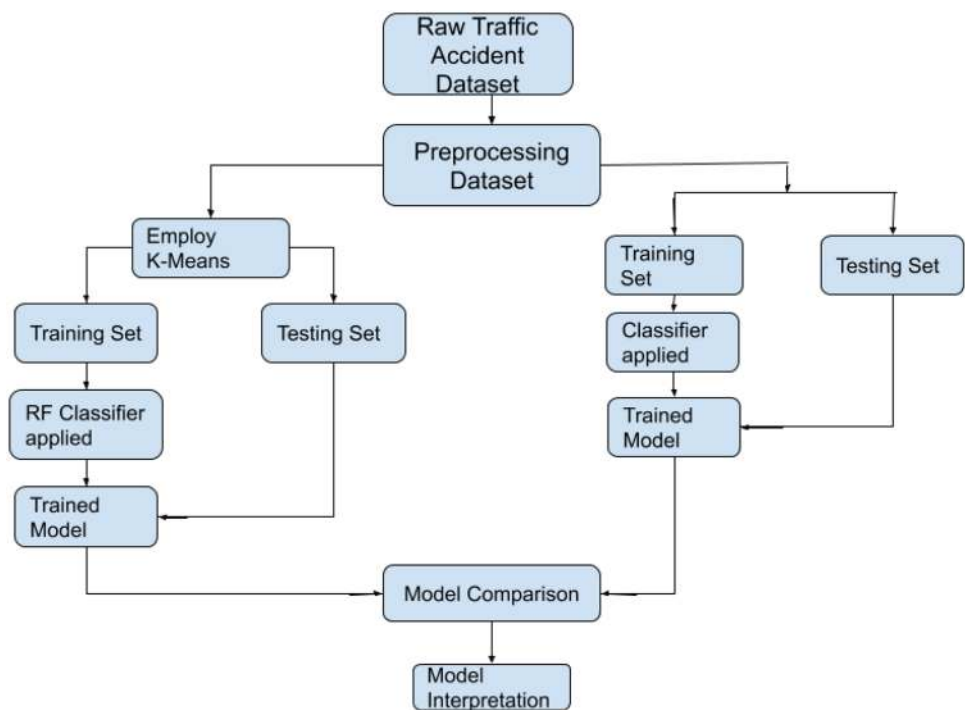 Raw Traffic
Accident
Dataset
Preprocessing
Dataset
Employ
K-Means
Training Set
Testing Set
RF Classifier
applied
Trained
Model
Training
Set
Testing Set
Classifier
applied
Trained
Model
Model Comparison
Model
Interpretation